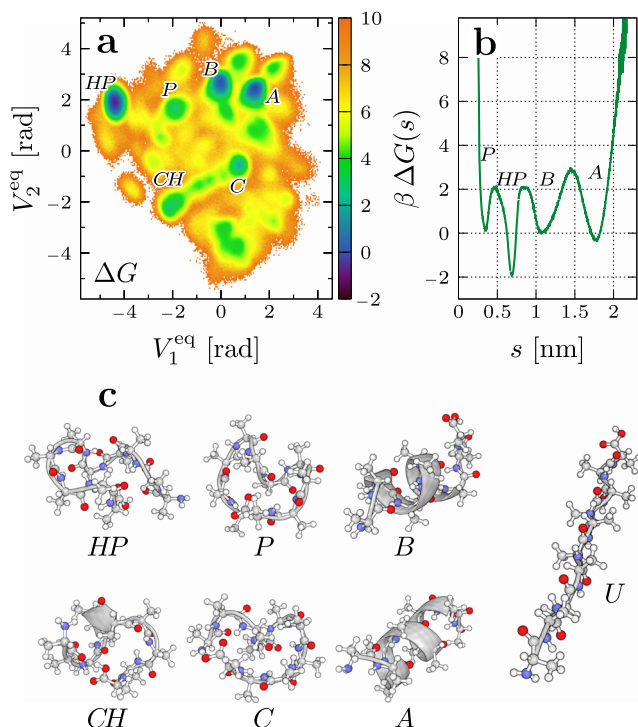 a
HP
P
B
A
CH
C
ΔG
4
2
0
−2
−4
V₂^eq [rad]
−4 −2 0 2 4
V₁^eq [rad]
10
8
6
4
2
0
−2
b
P
HP
B
A
8
6
4
2
0
−2
β ΔG(s)
0 0.5 1 1.5 2
s [nm]
c
HP P B
U
CH C A